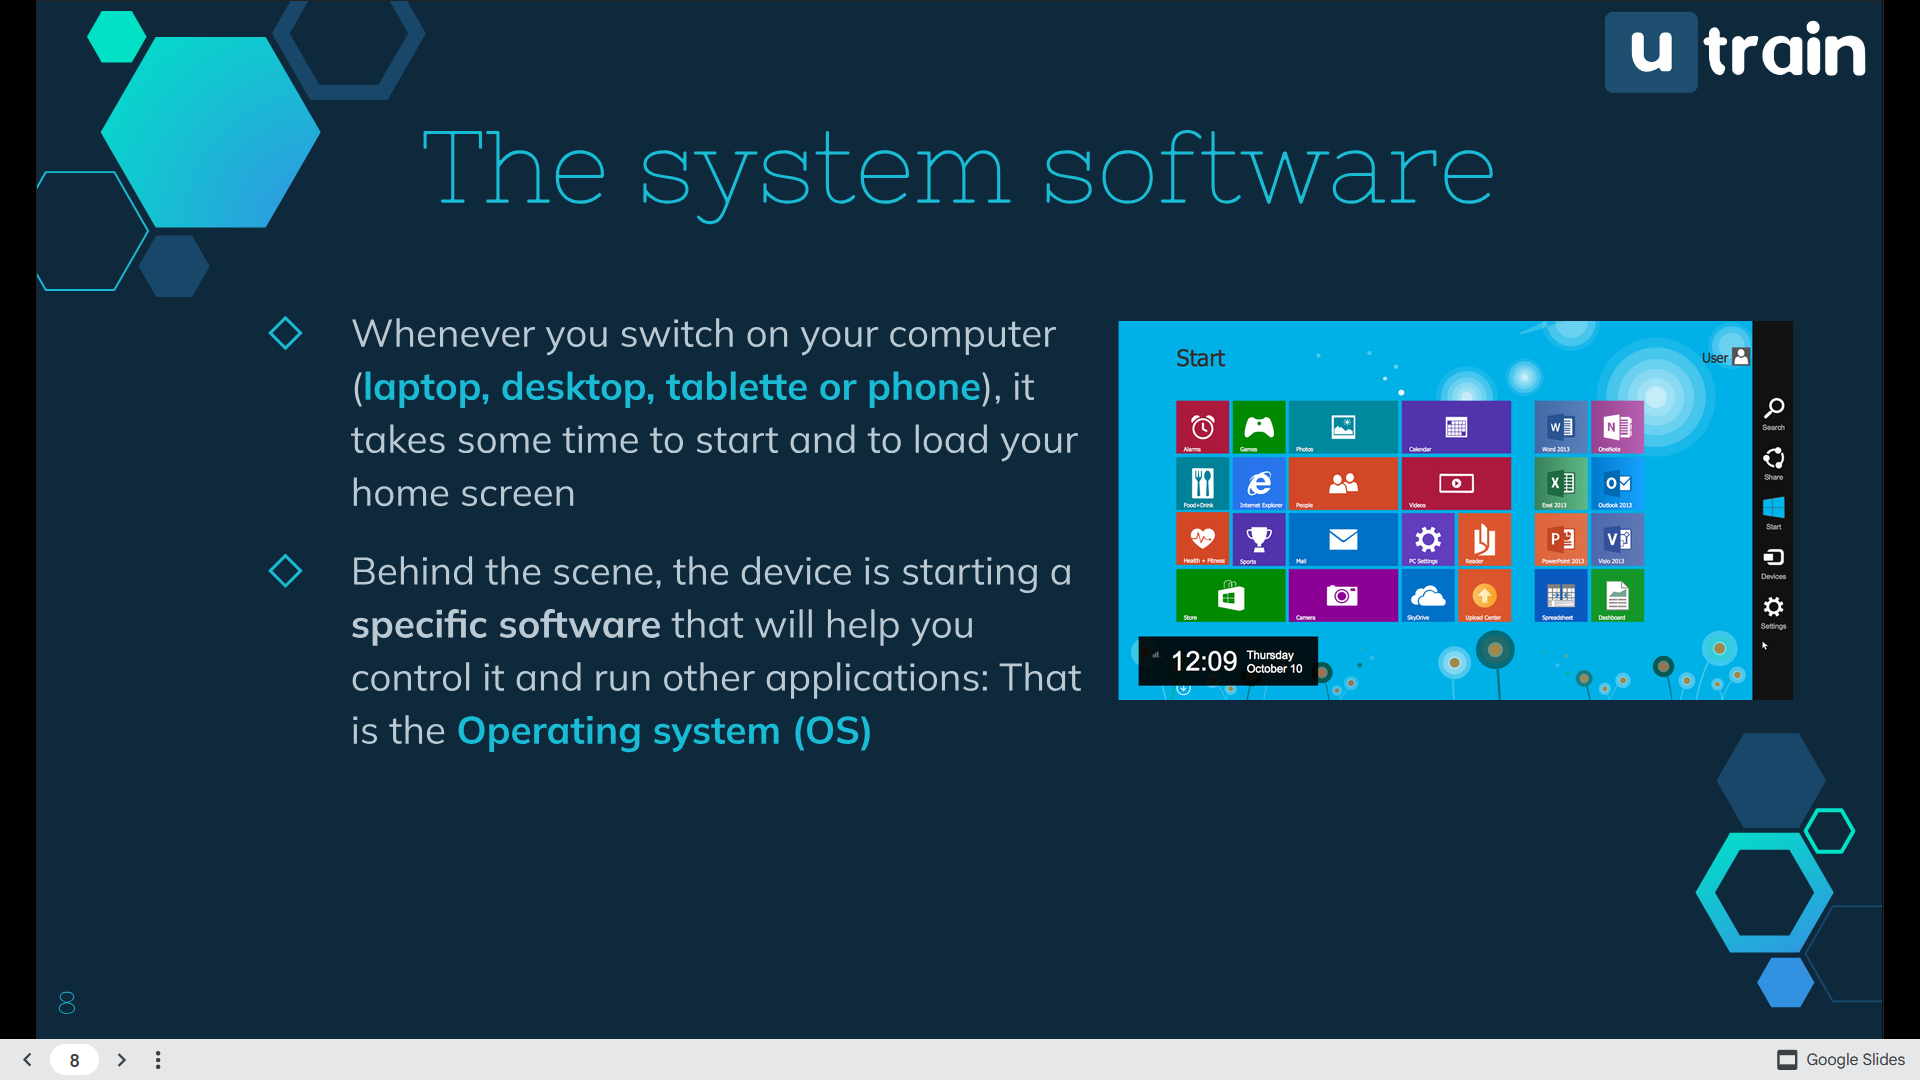 u train
The system software
Whenever you switch on your computer
(laptop, desktop, tablette or phone), it
takes some time to start and to load your
home screen
Behind the scene, the device is starting a
specific software that will help you
control it and run other applications: That
is the Operating system (OS)
Start
User
Alarms
Games
Photos
Calendar
Word 2013
OneNote
Food+Drink
Internet Explorer
People
Videos
Exel 2013
Outlook 2013
Health + Fitness
Sports
Mail
PC Settings
Reader
PowerPoint 2013
Visio 2013
Store
Camera
SkyDrive
Upload Center
Spreadsheet
Dashboard
Search
Share
Start
Devices
Settings
12:09
Thursday
October 10
8
8
Google Slides